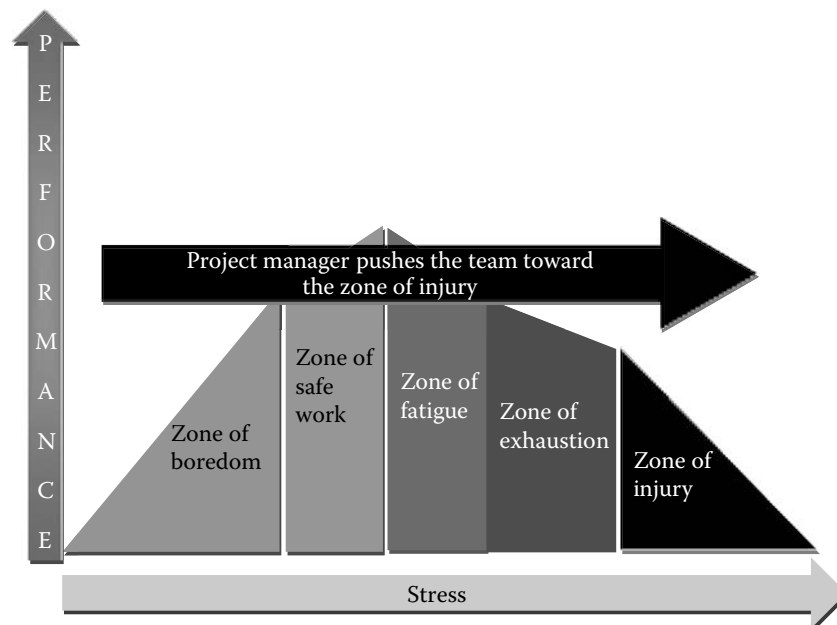 PERFORMANCE
Project manager pushes the team toward
the zone of injury
Zone of
boredom
Zone of
safe
work
Zone of
fatigue
Zone of
exhaustion
Zone of
injury
Stress